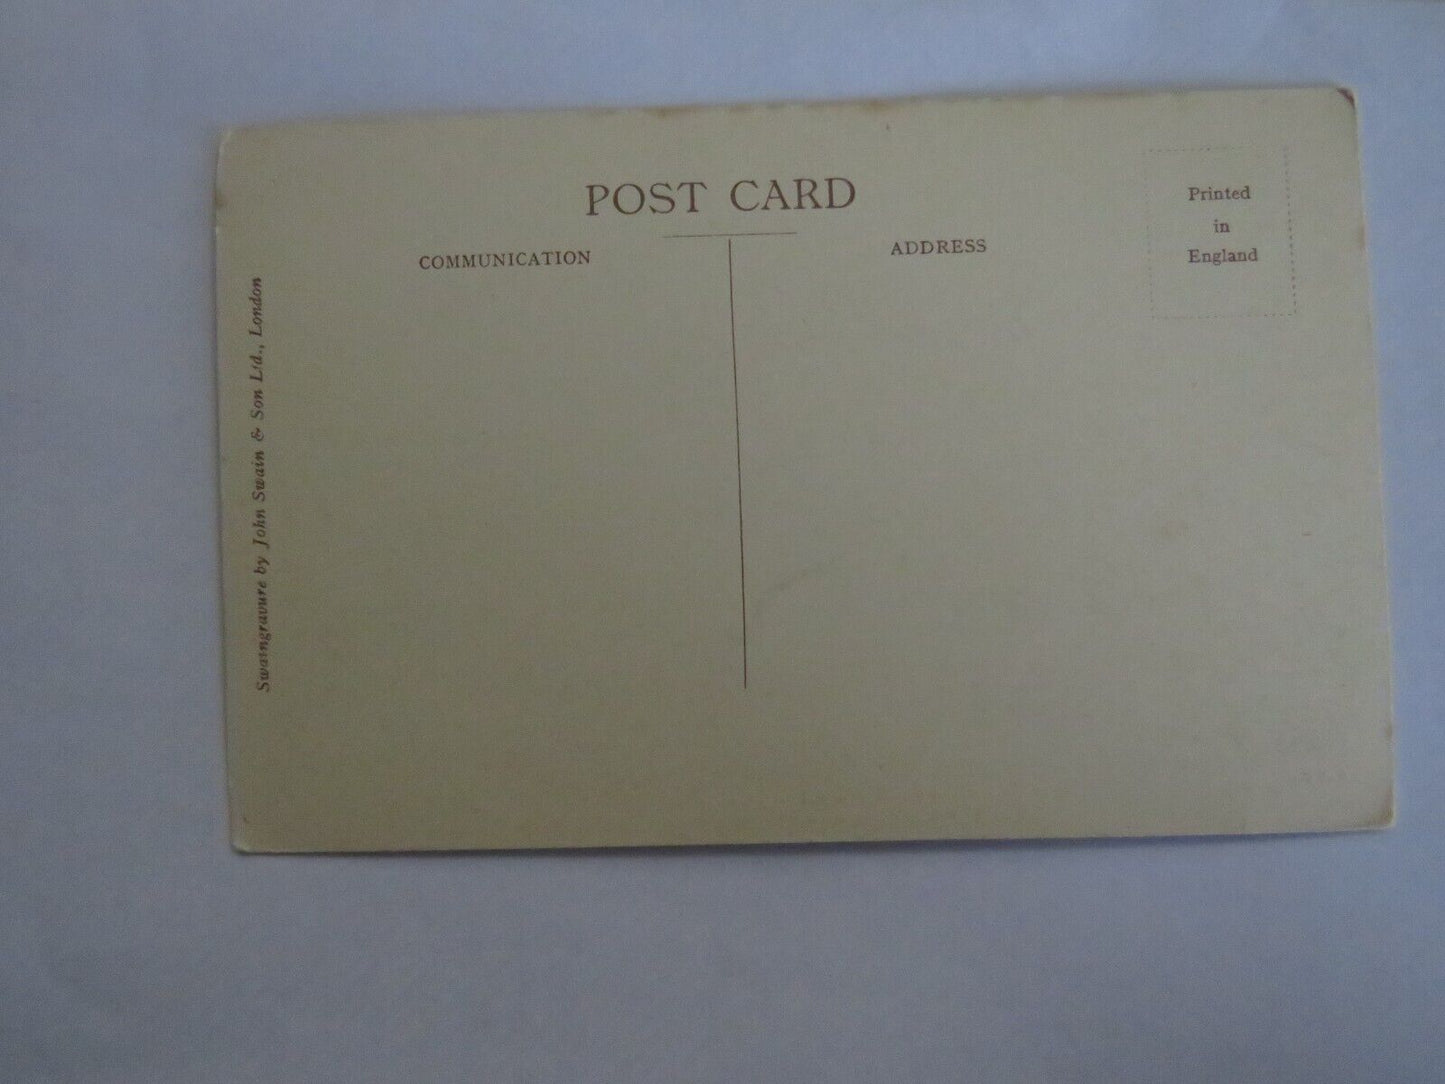 POST CARD
COMMUNICATION
ADDRESS
Printed
in
England
Swaingravure by John Swain & Son Ltd., London